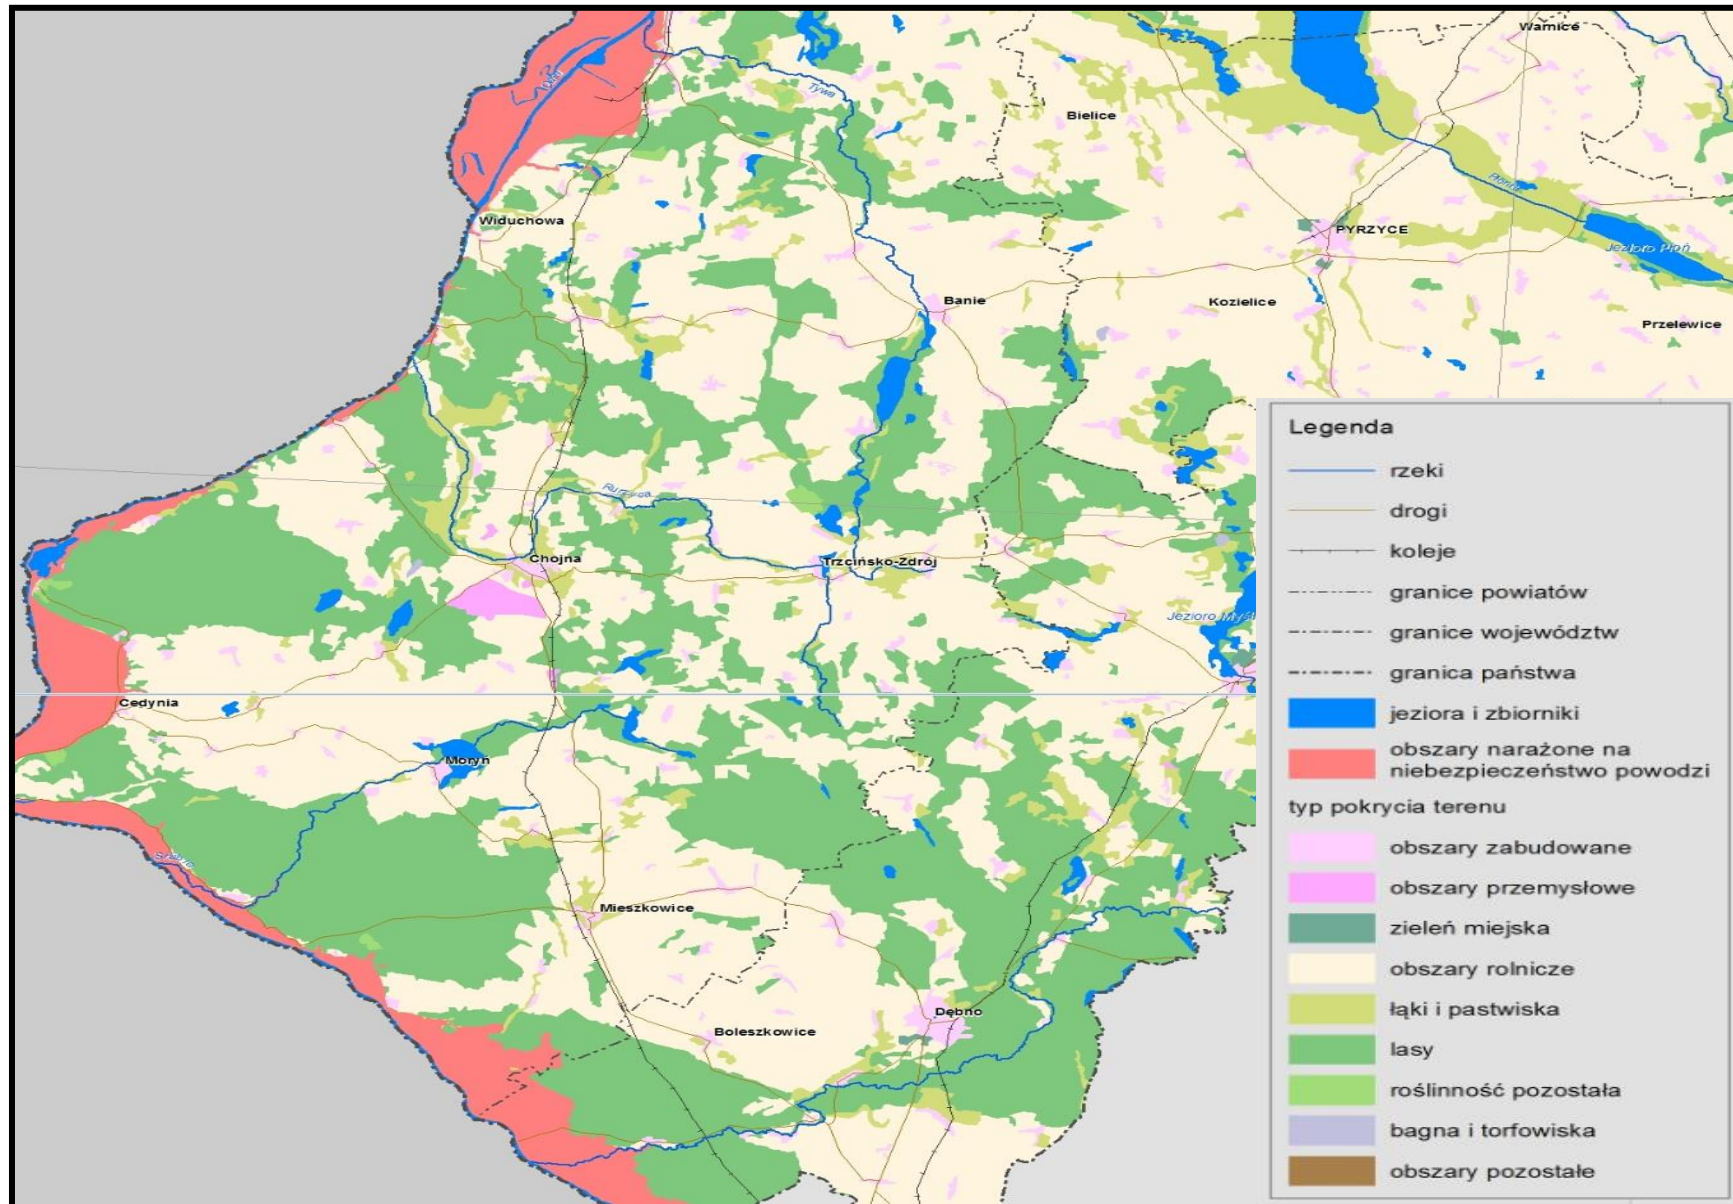 Warnice
Tywa
Bielice
Płonia
Widuchowa
PYRZYCE
Jezioro Płoń
Banie
Kozielice
Przelewice
Legenda
rzeki
drogi
koleje
granice powiatów
granice województw
granica państwa
jeziora i zbiorniki
obszary narażone na
niebezpieczeństwo powodzi
typ pokrycia terenu
obszary zabudowane
obszary przemysłowe
zieleń miejska
obszary rolnicze
łąki i pastwiska
lasy
roślinność pozostała
bagna i torfowiska
obszary pozostałe
Chojna
Trzcińsko-Zdrój
Jezioro Myśl
Cedynia
Moryń
Mieszkowice
Dębno
Boleszkowice